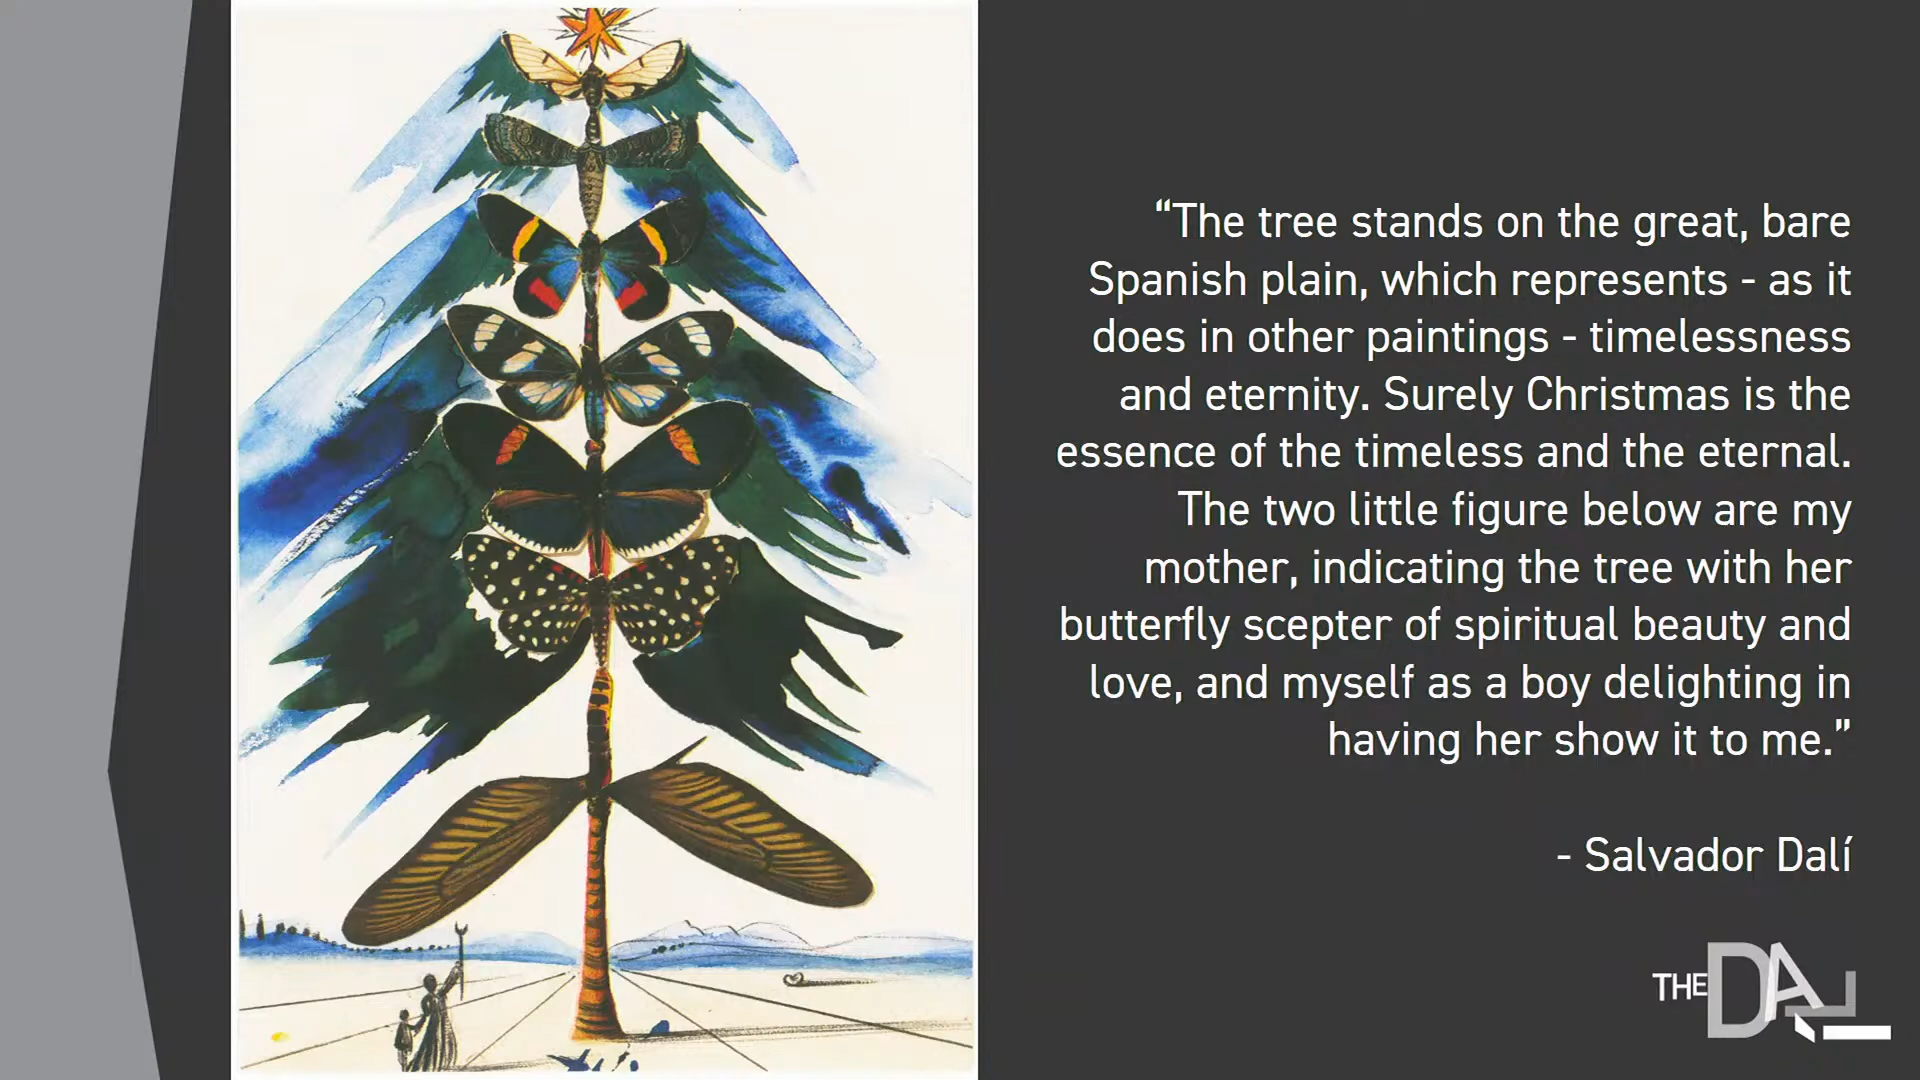 “The tree stands on the great, bare
Spanish plain, which represents - as it
does in other paintings - timelessness
and eternity. Surely Christmas is the
essence of the timeless and the eternal.
The two little figure below are my
mother, indicating the tree with her
butterfly scepter of spiritual beauty and
love, and myself as a boy delighting in
having her show it to me.”
- Salvador Dalí
THE DALÍ